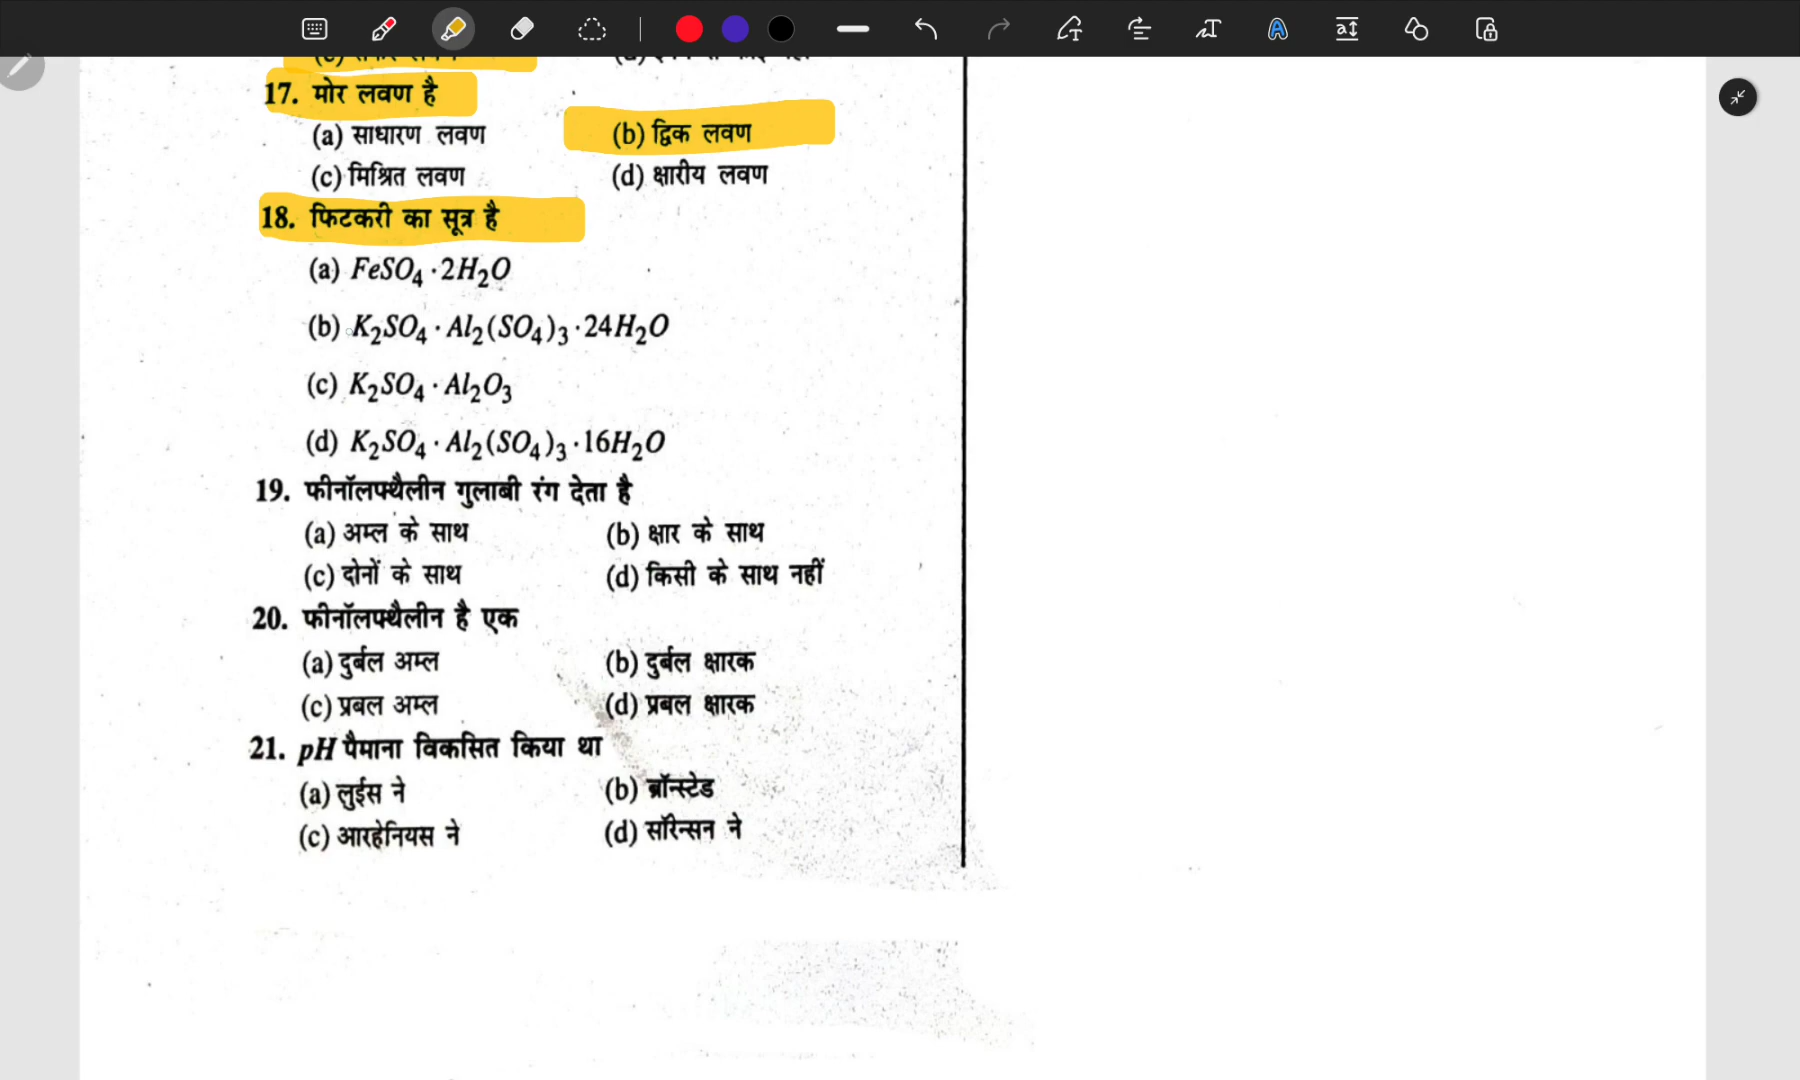 17. मोर लवण है
(a) साधारण लवण (b) द्विक लवण
(c) मिश्रित लवण (d) क्षारीय लवण
18. फिटकरी का सूत्र है
(a) FeSO₄·2H₂O
(b) K₂SO₄·Al₂(SO₄)₃·24H₂O
(c) K₂SO₄·Al₂O₃
(d) K₂SO₄·Al₂(SO₄)₃·16H₂O
19. फीनॉलफ्थैलीन गुलाबी रंग देता है
(a) अम्ल के साथ (b) क्षार के साथ
(c) दोनों के साथ (d) किसी के साथ नहीं
20. फीनॉलफ्थैलीन है एक
(a) दुर्बल अम्ल (b) दुर्बल क्षारक
(c) प्रबल अम्ल (d) प्रबल क्षारक
21. pH पैमाना विकसित किया था
(a) लुईस ने (b) ब्रॉन्स्टेड
(c) आरहेनियस ने (d) सॉरेन्सन ने